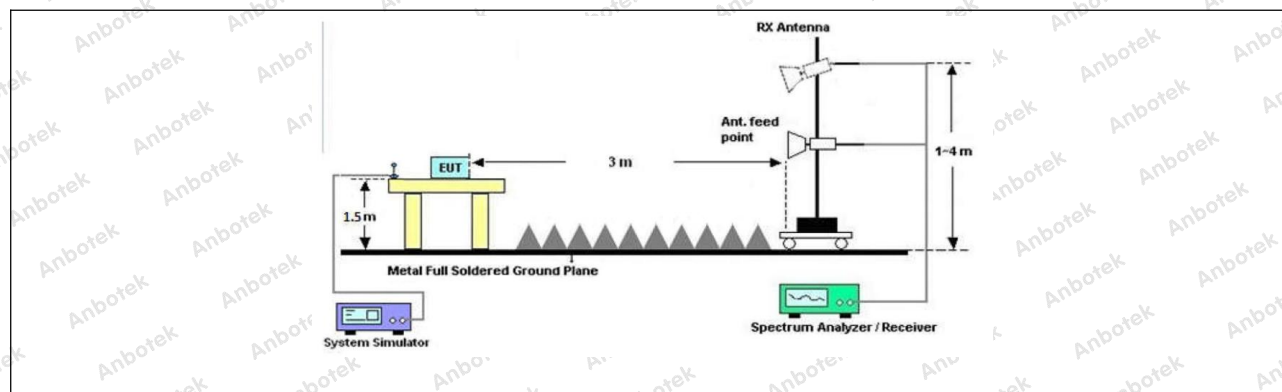 RX Antenna
Ant. feed
point
EUT
3 m
1~4 m
1.5 m
Metal Full Soldered Ground Plane
System Simulator
Spectrum Analyzer / Receiver
Anbotek